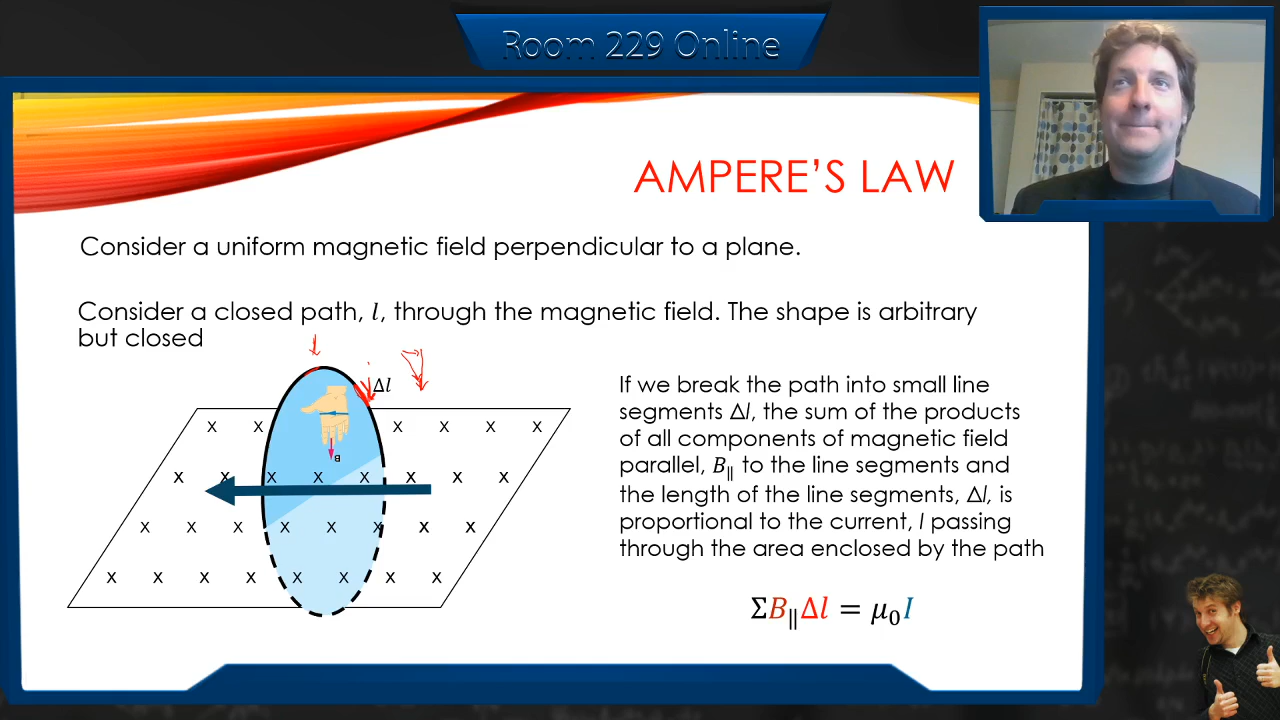 Room 229 Online
AMPERE'S LAW
Consider a uniform magnetic field perpendicular to a plane.
Consider a closed path, l, through the magnetic field. The shape is arbitrary
but closed
Δl
B
x x x x x x
x x x x x x x x
x x x x x x x x
x x x x x x x x
If we break the path into small line
segments Δl, the sum of the products
of all components of magnetic field
parallel, B∥ to the line segments and
the length of the line segments, Δl, is
proportional to the current, I passing
through the area enclosed by the path
ΣB∥Δl = μ₀I